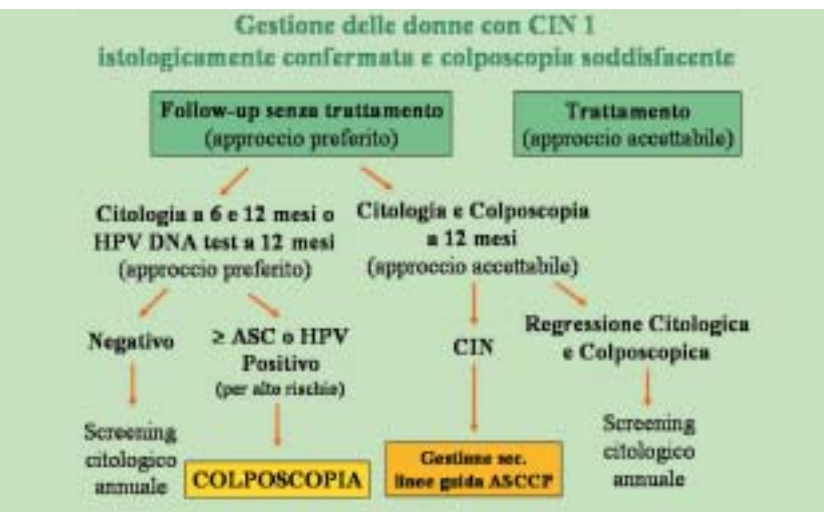 Gestione delle donne con CIN 1
istologicamente confermata e colposcopia soddisfacente
Follow-up senza trattamento
(approccio preferito)
Trattamento
(approccio accettabile)
Citologia a 6 e 12 mesi o
HPV DNA test a 12 mesi
(approccio preferito)
Citologia e Colposcopia
a 12 mesi
(approccio accettabile)
Negativo
≥ ASC o HPV
Positivo
(per alto rischio)
CIN
Regressione Citologica
e Colposcopica
Screening
citologico
annuale
COLPOSCOPIA
Gestione sec.
linee guida ASCCP
Screening
citologico
annuale